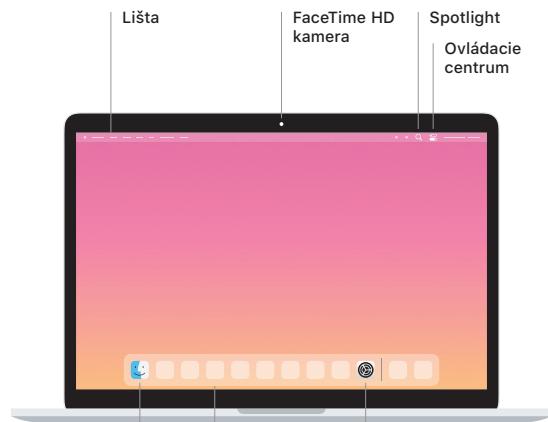 Lišta
FaceTime HD
kamera
Spotlight
Ovládacie
centrum